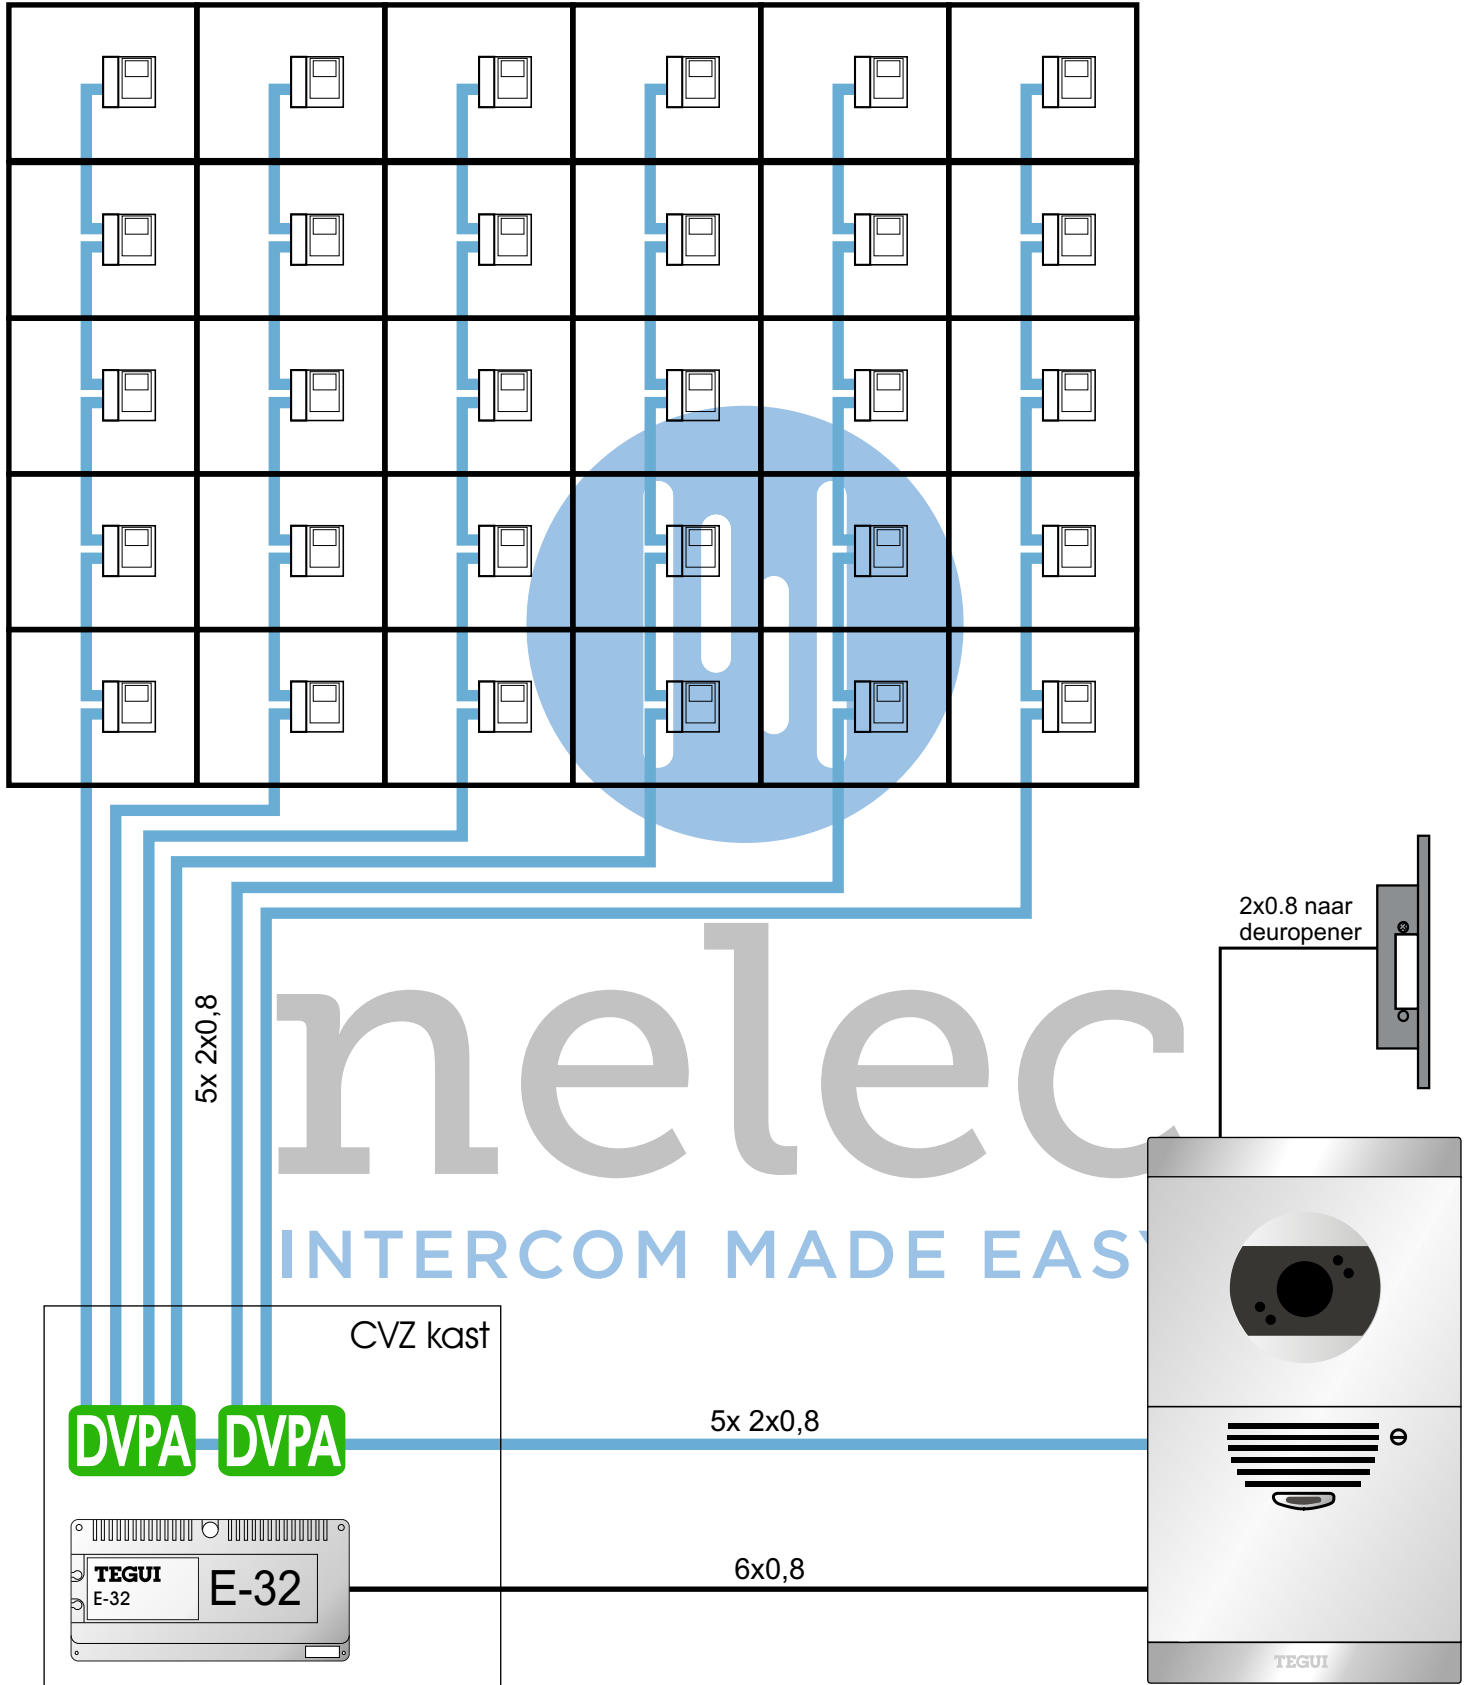 2x0.8 naar
deuropener
5x 2x0,8
nelec
INTERCOM MADE EASY
CVZ kast
DVPA DVPA
5x 2x0,8
TEGUI
E-32
E-32
6x0,8
TEGUI